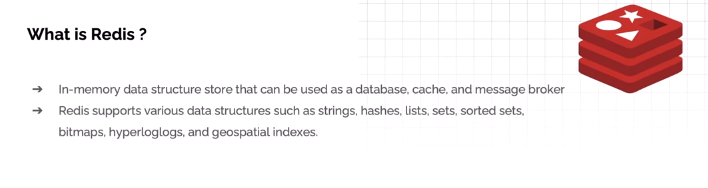 What is Redis ?
➔ In-memory data structure store that can be used as a database, cache, and message broker
➔ Redis supports various data structures such as strings, hashes, lists, sets, sorted sets,
bitmaps, hyperloglogs, and geospatial indexes.